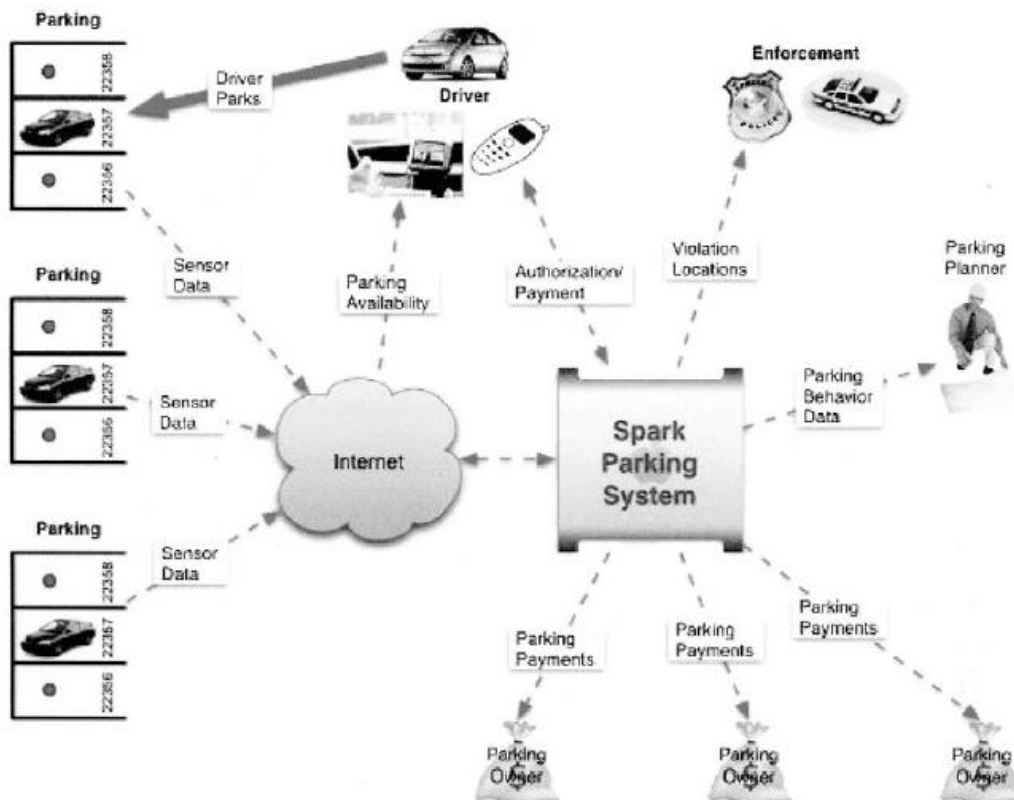 Parking
22358
22357
22356
Driver
Parks
Driver
Enforcement
Sensor
Data
Parking
Availability
Authorization/
Payment
Violation
Locations
Parking
Planner
Parking
22358
22357
22356
Sensor
Data
Internet
Spark
Parking
System
Parking
Behavior
Data
Parking
22358
22357
22356
Sensor
Data
Parking
Payments
Parking
Payments
Parking
Payments
Parking
Owner
Parking
Owner
Parking
Owner